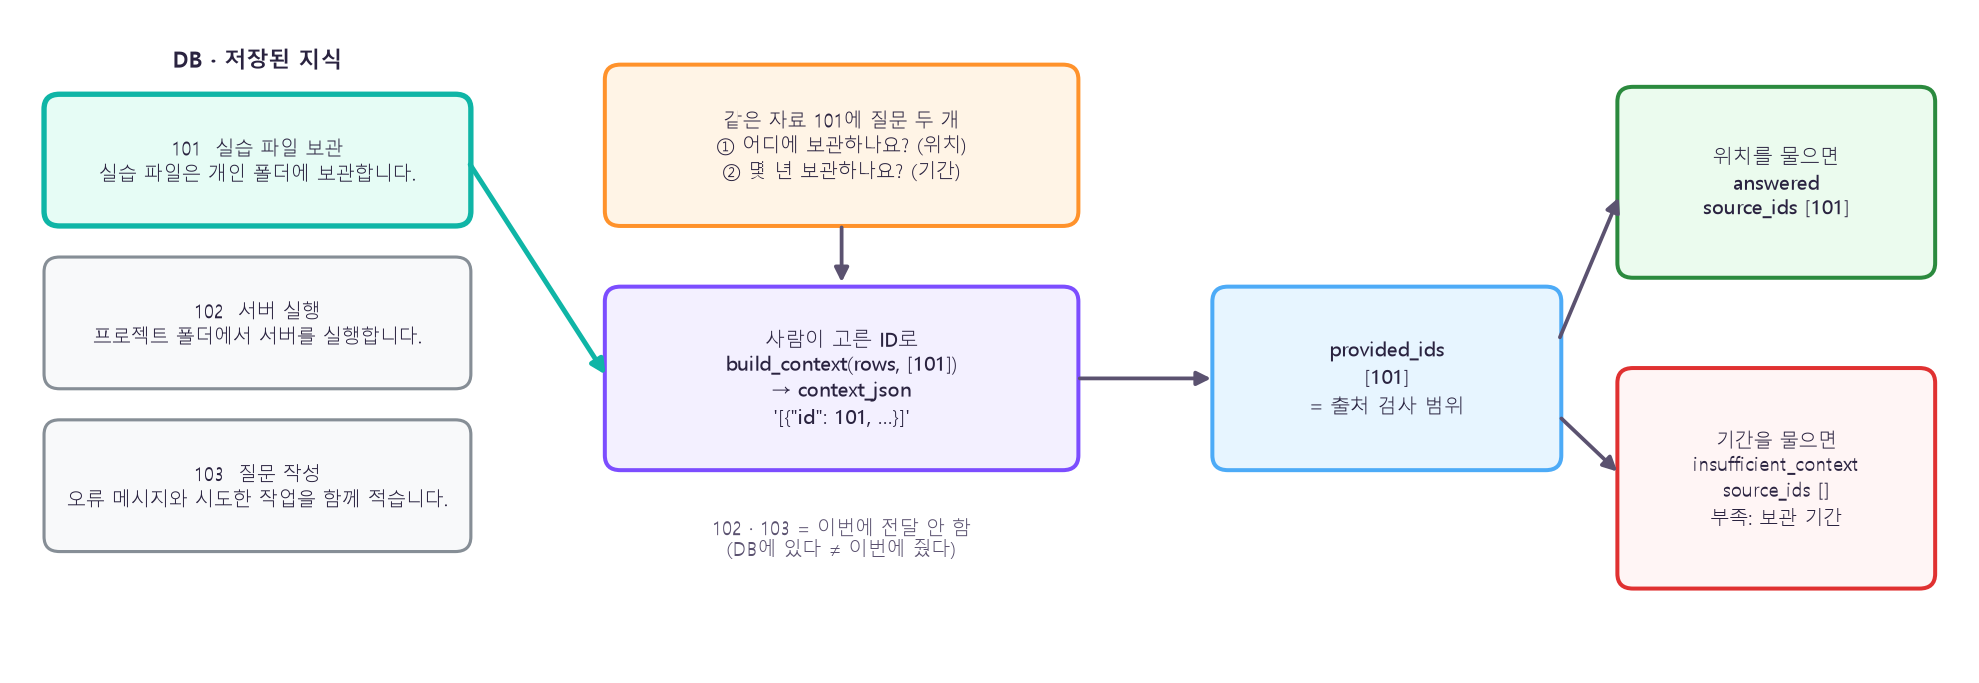 DB · 저장된 지식
101 실습 파일 보관
실습 파일은 개인 폴더에 보관합니다.
102 서버 실행
프로젝트 폴더에서 서버를 실행합니다.
103 질문 작성
오류 메시지와 시도한 작업을 함께 적습니다.
같은 자료 101에 질문 두 개
① 어디에 보관하나요? (위치)
② 몇 년 보관하나요? (기간)
사람이 고른 ID로
build_context(rows, [101])
→ context_json
'[{"id": 101, ...}]'
102 · 103 = 이번에 전달 안 함
(DB에 있다 ≠ 이번에 줬다)
provided_ids
[101]
= 출처 검사 범위
위치를 물으면
answered
source_ids [101]
기간을 물으면
insufficient_context
source_ids []
부족: 보관 기간